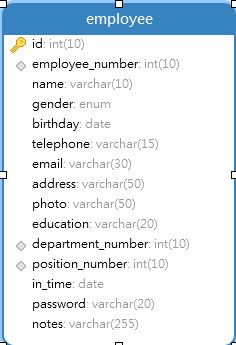 employee
id: int(10)
employee_number: int(10)
name: varchar(10)
gender: enum
birthday: date
telephone: varchar(15)
email: varchar(30)
address: varchar(50)
photo: varchar(50)
education: varchar(20)
department_number: int(10)
position_number: int(10)
in_time: date
password: varchar(20)
notes: varchar(255)